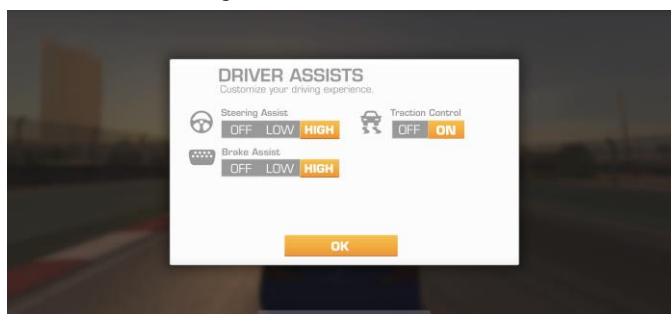 DRIVER ASSISTS
Customize your driving experience.
Steering Assist
OFF LOW HIGH
Traction Control
OFF ON
Brake Assist
OFF LOW HIGH
OK